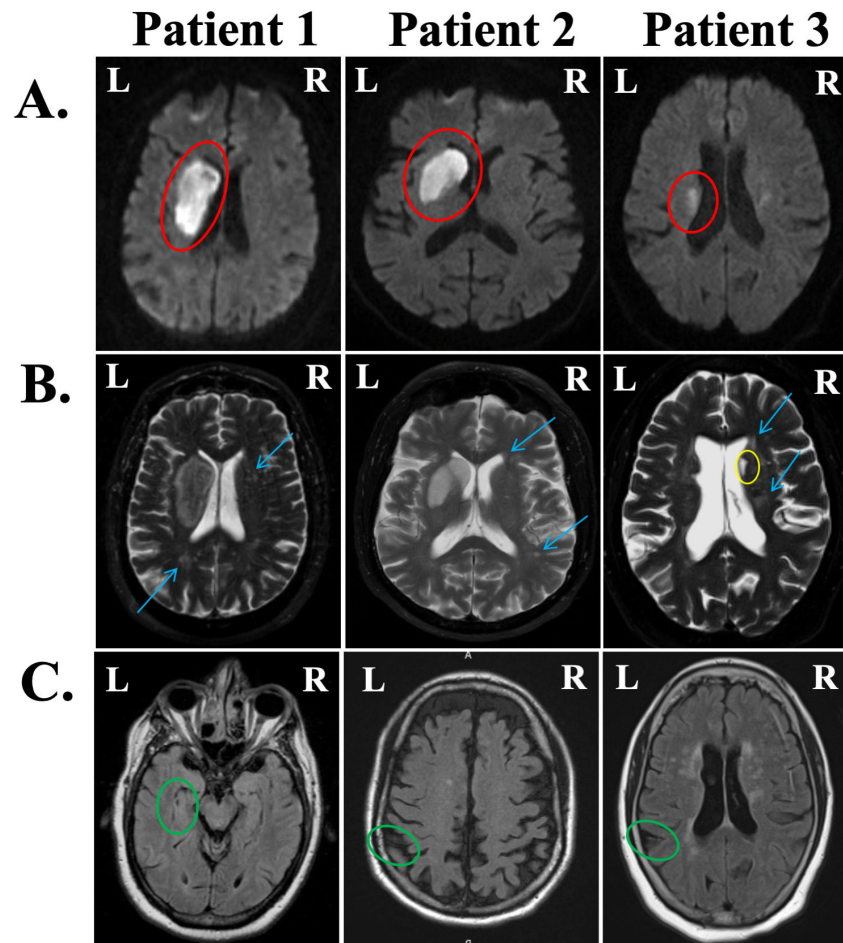 Patient 1 Patient 2 Patient 3
A. L R L R L R
B. L R L R L R
A
C. L R L R L R